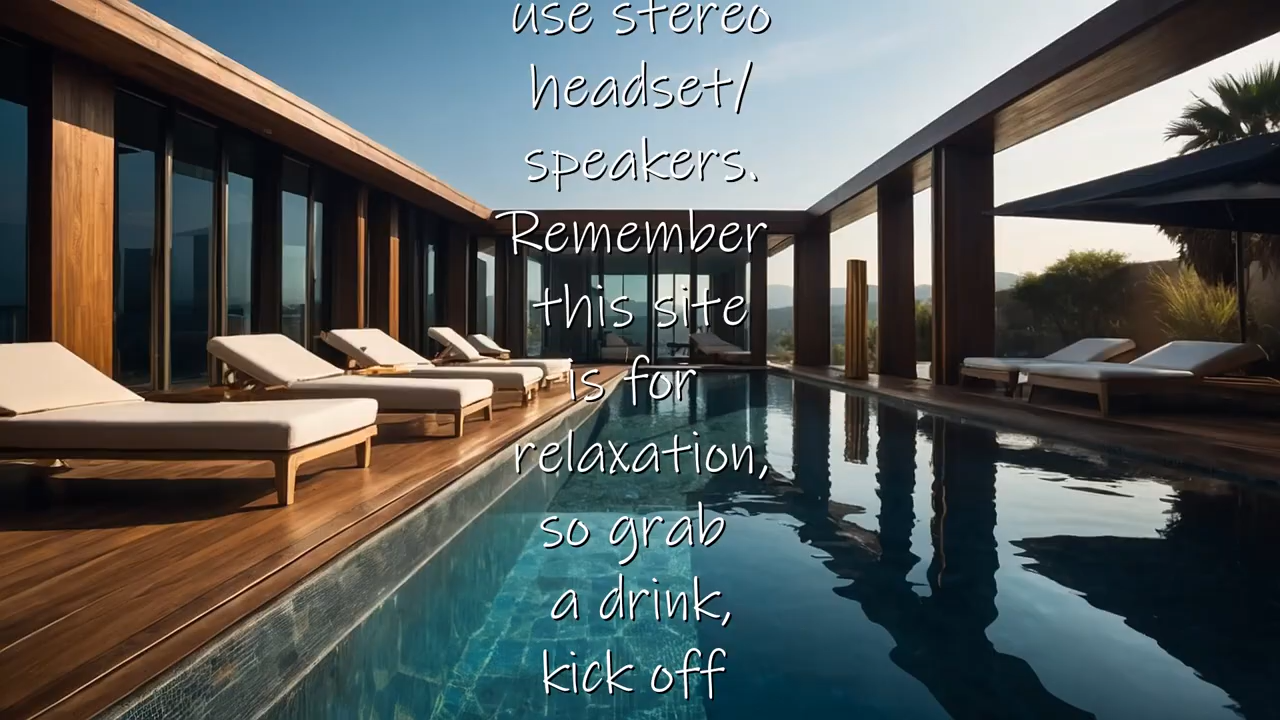 use stereo
headset/
speakers.
Remember
this site
is for
relaxation,
so grab
a drink,
kick off